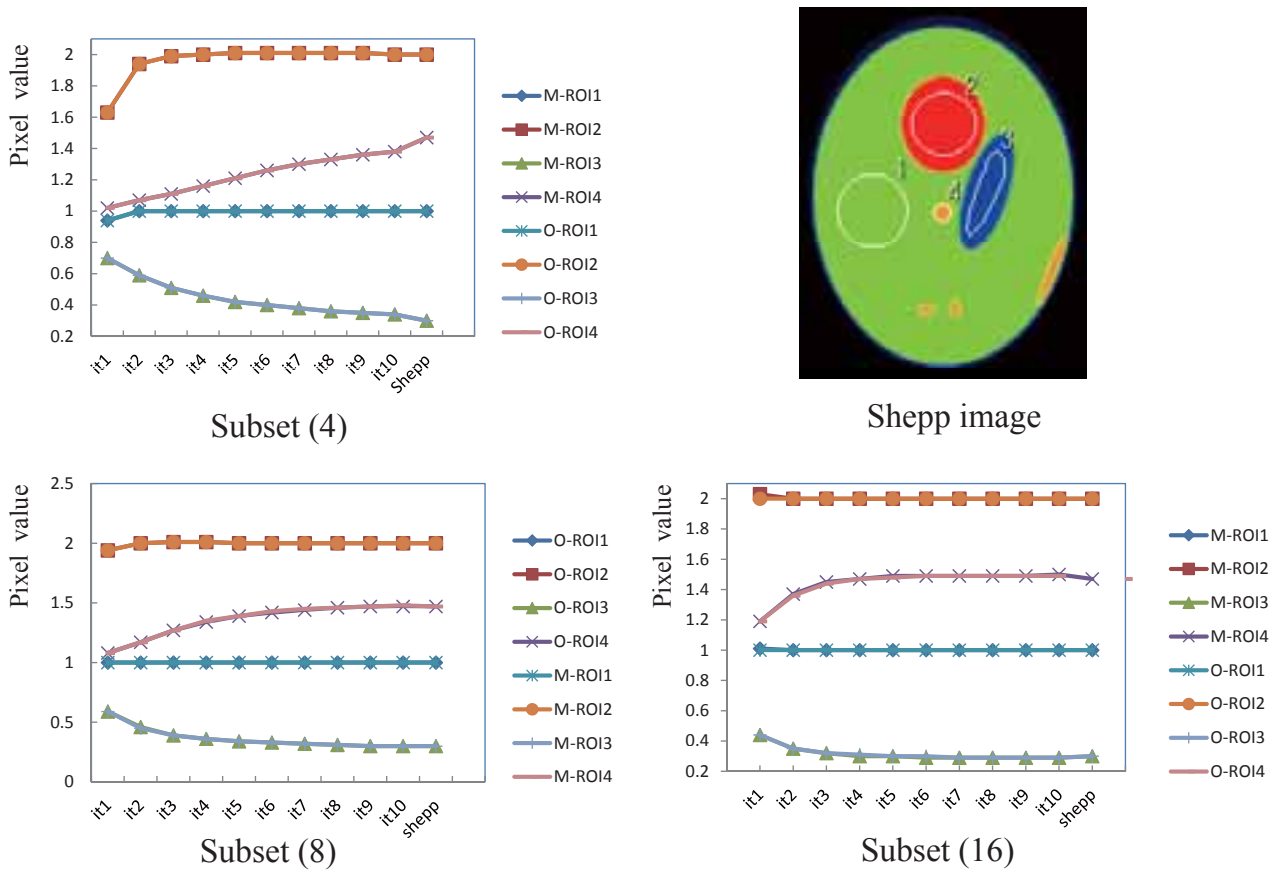 Pixel value
2
1.8
1.6
1.4
1.2
1
0.8
0.6
0.4
0.2
it1 it2 it3 it4 it5 it6 it7 it8 it9 it10 Shepp
M-ROI1
M-ROI2
M-ROI3
M-ROI4
O-ROI1
O-ROI2
O-ROI3
O-ROI4
Subset (4)
2
3
1
4
Shepp image
Pixel value
2.5
2
1.5
1
0.5
0
it1 it2 it3 it4 it5 it6 it7 it8 it9 it10 shepp
O-ROI1
O-ROI2
O-ROI3
O-ROI4
M-ROI1
M-ROI2
M-ROI3
M-ROI4
Subset (8)
Pixel value
2
1.8
1.6
1.4
1.2
1
0.8
0.6
0.4
0.2
it1 it2 it3 it4 it5 it6 it7 it8 it9 it10 shepp
M-ROI1
M-ROI2
M-ROI3
M-ROI4
O-ROI1
O-ROI2
O-ROI3
O-ROI4
Subset (16)